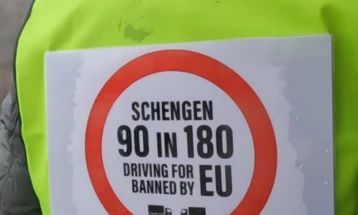 SCHENGEN
90 IN 180
DRIVING FOR EU
BANNED BY